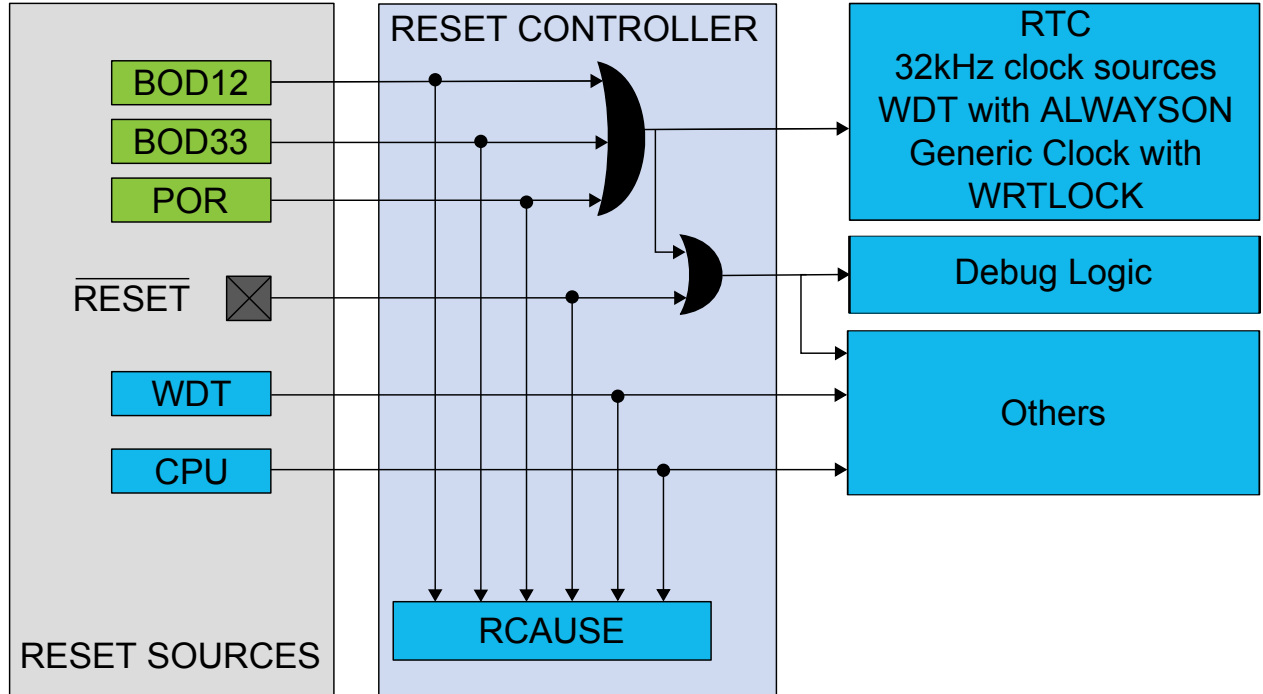 RESET CONTROLLER
BOD12
BOD33
POR
RESET
WDT
CPU
RESET SOURCES
RCAUSE
RTC
32kHz clock sources
WDT with ALWAYSON
Generic Clock with
WRTLOCK
Debug Logic
Others